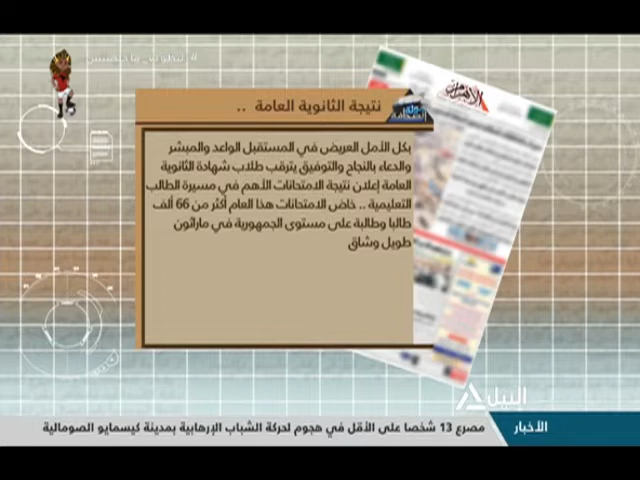 الأهرام
نتيجة الثانوية العامة ..
بكل الأمل العريض في المستقبل الواعد والمبشر
والدعاء بالنجاح والتوفيق يترقب طلاب شهادة الثانوية
العامة إعلان نتيجة الامتحانات الأهم في مسيرة الطالب
التعليمية .. خاض الامتحانات هذا العام أكثر من 66 ألف
طالبا وطالبة على مستوى الجمهورية في ماراثون
طويل وشاق
النيل
الأخبار
مصرع 13 شخصا على الأقل في هجوم لحركة الشباب الإرهابية بمدينة كيسمايو الصومالية